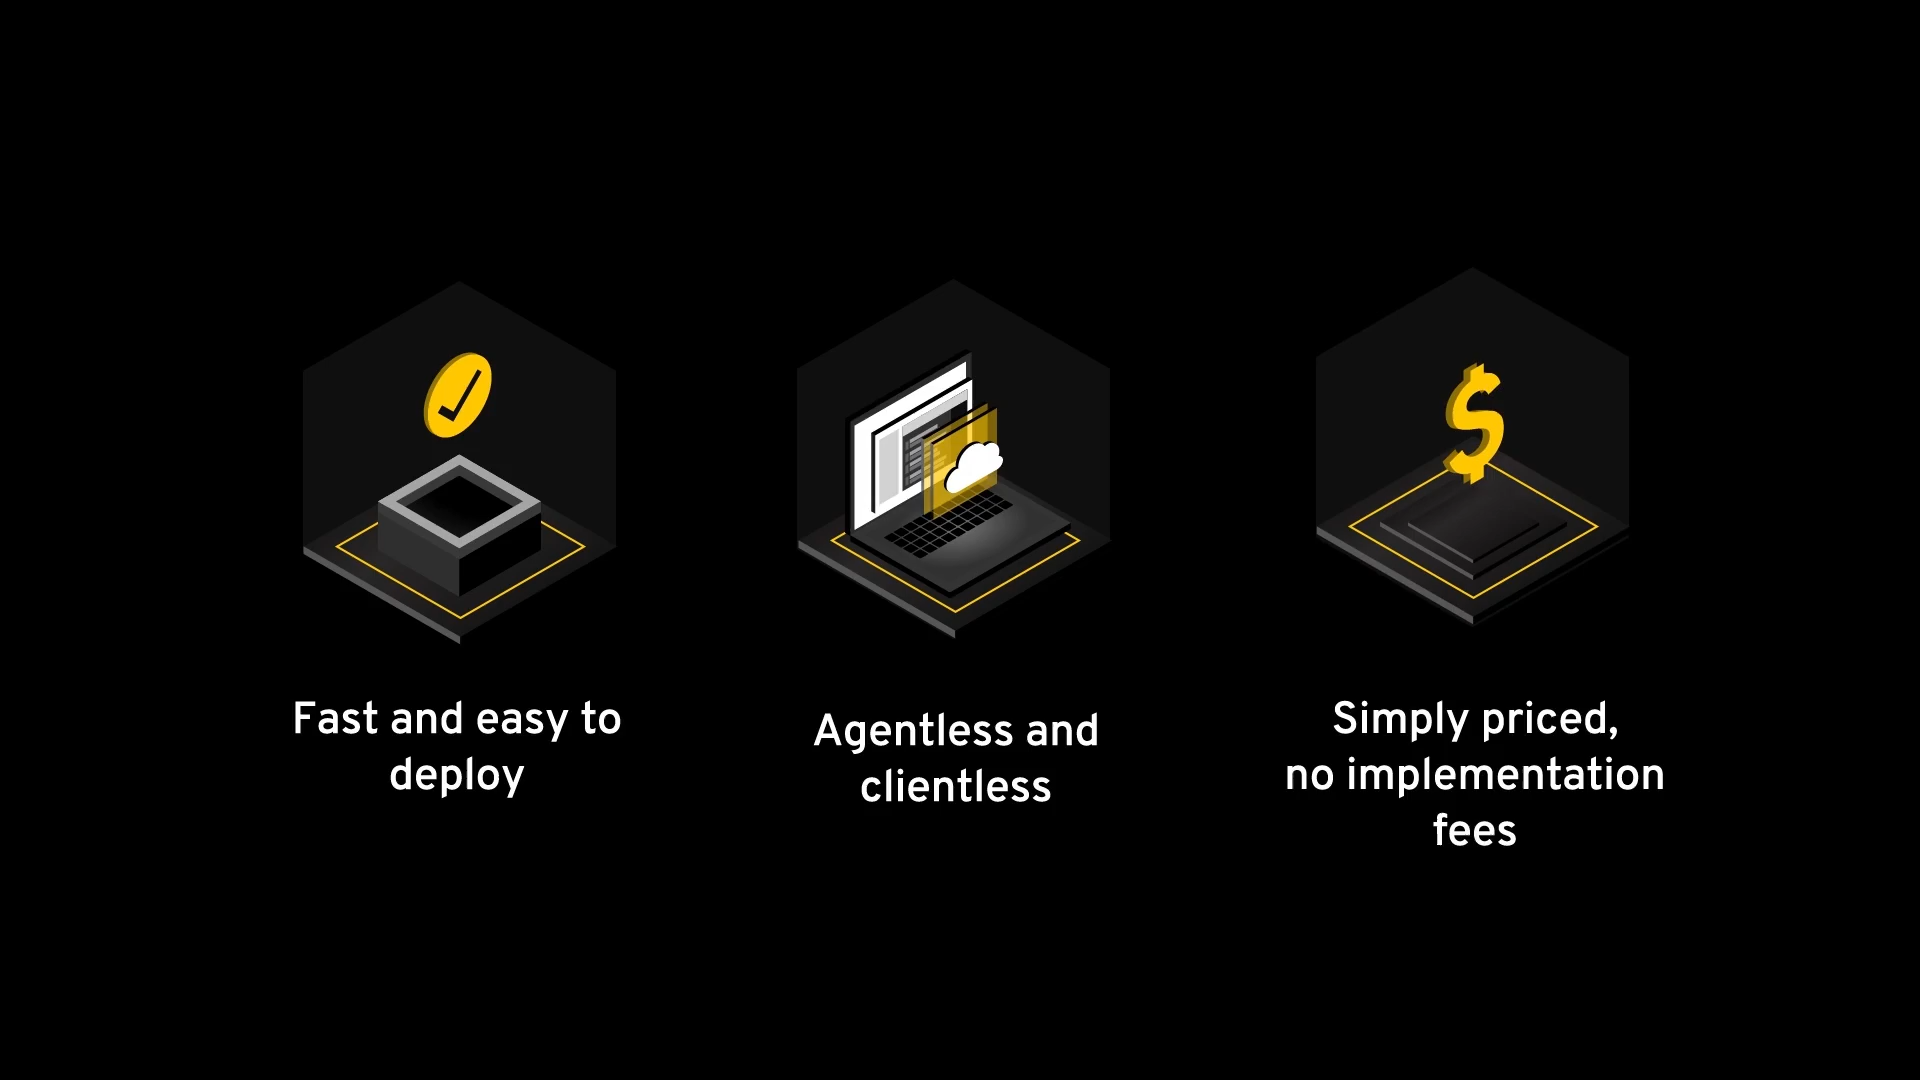 Fast and easy to
deploy
Agentless and
clientless
Simply priced,
no implementation
fees